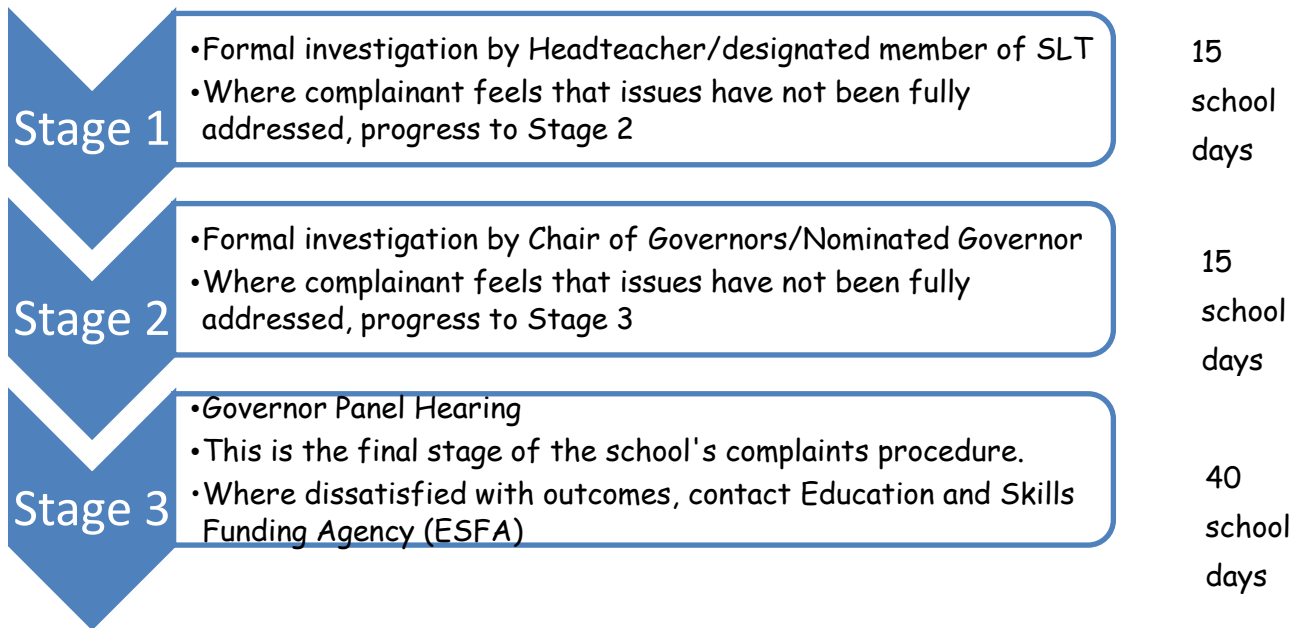 Stage 1
•Formal investigation by Headteacher/designated member of SLT
•Where complainant feels that issues have not been fully
addressed, progress to Stage 2
15
school
days
Stage 2
•Formal investigation by Chair of Governors/Nominated Governor
•Where complainant feels that issues have not been fully
addressed, progress to Stage 3
15
school
days
Stage 3
•Governor Panel Hearing
•This is the final stage of the school's complaints procedure.
•Where dissatisfied with outcomes, contact Education and Skills
Funding Agency (ESFA)
40
school
days